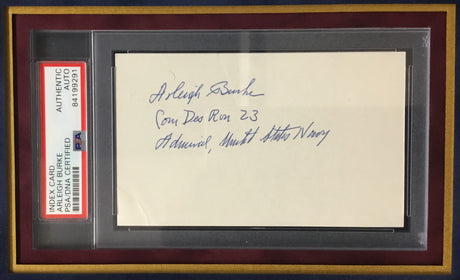 AUTHENTIC
AUTO
84199291
PSA
INDEX CARD
ARLEIGH BURKE
PSA/DNA CERTIFIED
Arleigh Burke
Com Des Ron 23
Admiral, United States Navy